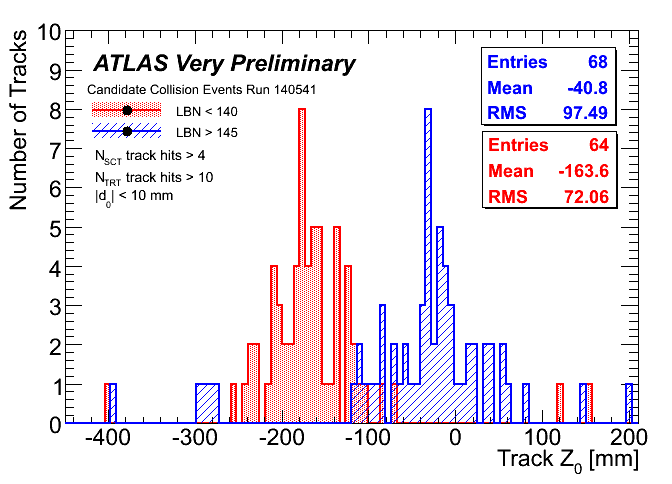 ATLAS Very Preliminary
Candidate Collision Events Run 140541
LBN < 140
LBN > 145
N_SCT track hits > 4
N_TRT track hits > 10
|d_0| < 10 mm
Entries 68
Mean -40.8
RMS 97.49
Entries 64
Mean -163.6
RMS 72.06
Number of Tracks
10
9
8
7
6
5
4
3
2
1
0
-400 -300 -200 -100 0 100 200
Track Z_0 [mm]